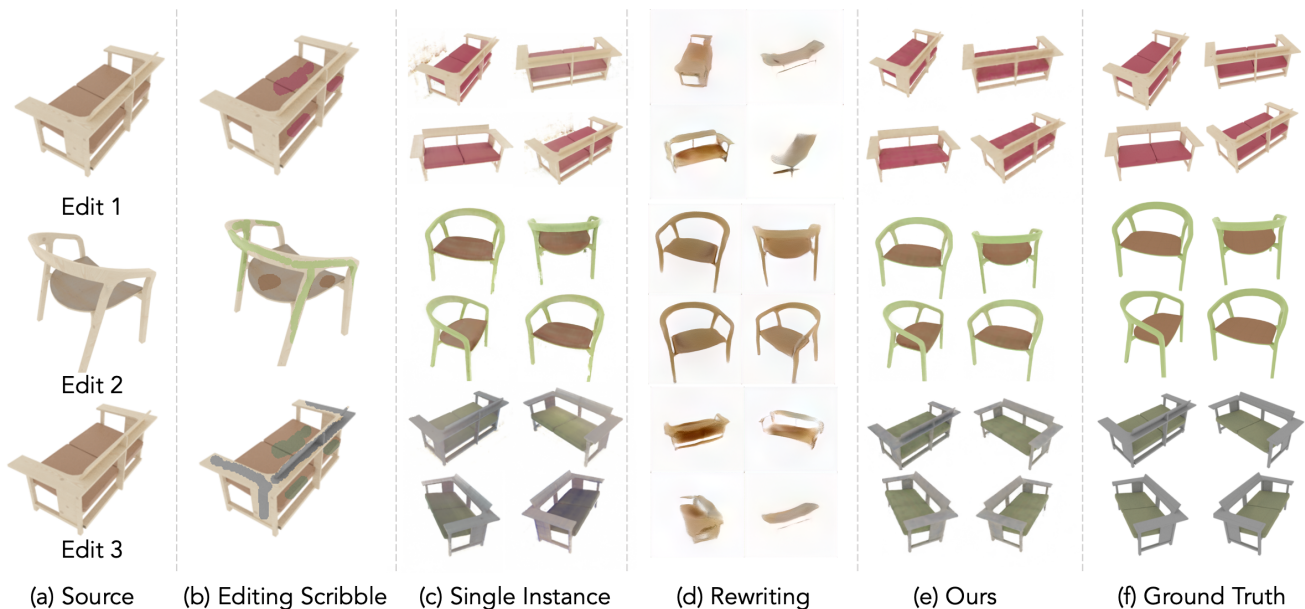 Edit 1
Edit 2
Edit 3
(a) Source
(b) Editing Scribble
(c) Single Instance
(d) Rewriting
(e) Ours
(f) Ground Truth